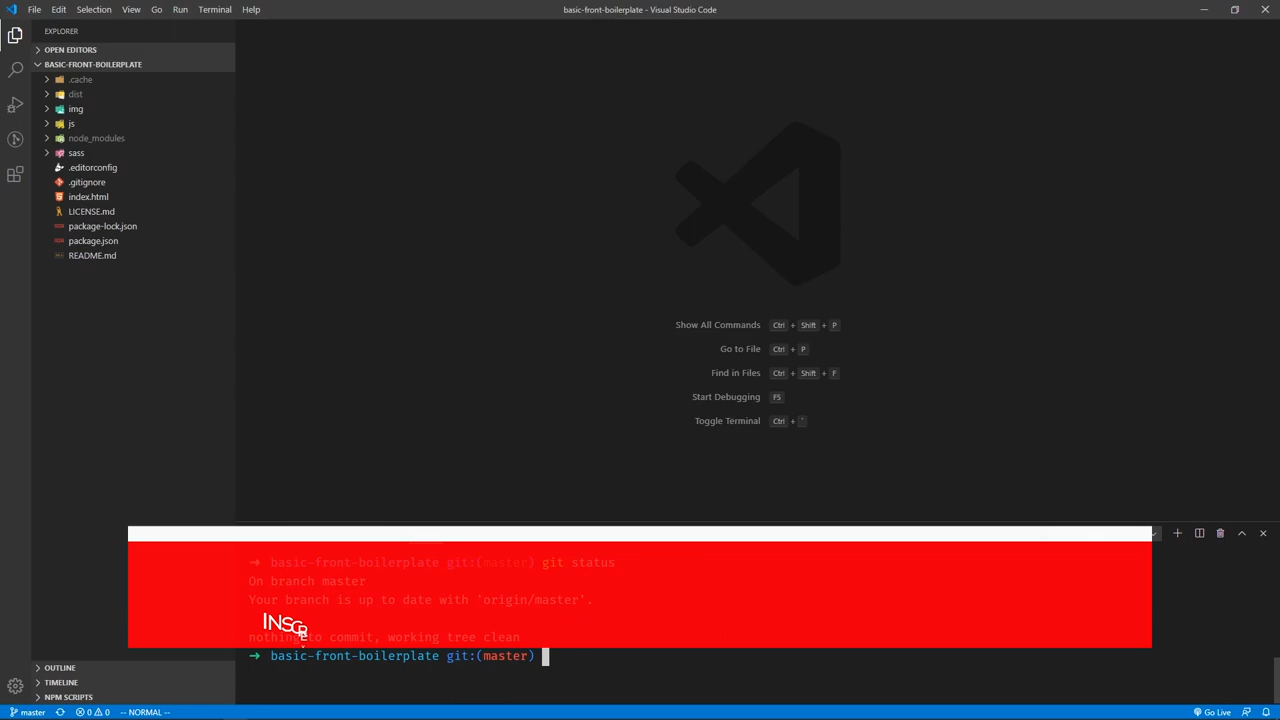 File Edit Selection View Go Run Terminal Help
basic-front-boilerplate - Visual Studio Code
EXPLORER
OPEN EDITORS
BASIC-FRONT-BOILERPLATE
.cache
dist
img
js
node_modules
sass
.editorconfig
.gitignore
index.html
LICENSE.md
package-lock.json
package.json
README.md
Show All Commands Ctrl + Shift + P
Go to File Ctrl + P
Find in Files Ctrl + Shift + F
Start Debugging F5
Toggle Terminal Ctrl + `
➜ basic-front-boilerplate git:(master) git status
On branch master
Your branch is up to date with 'origin/master'.
INSCRE
nothing to commit, working tree clean
➜ basic-front-boilerplate git:(master)
OUTLINE
TIMELINE
NPM SCRIPTS
master 0 0 -- NORMAL -- Go Live